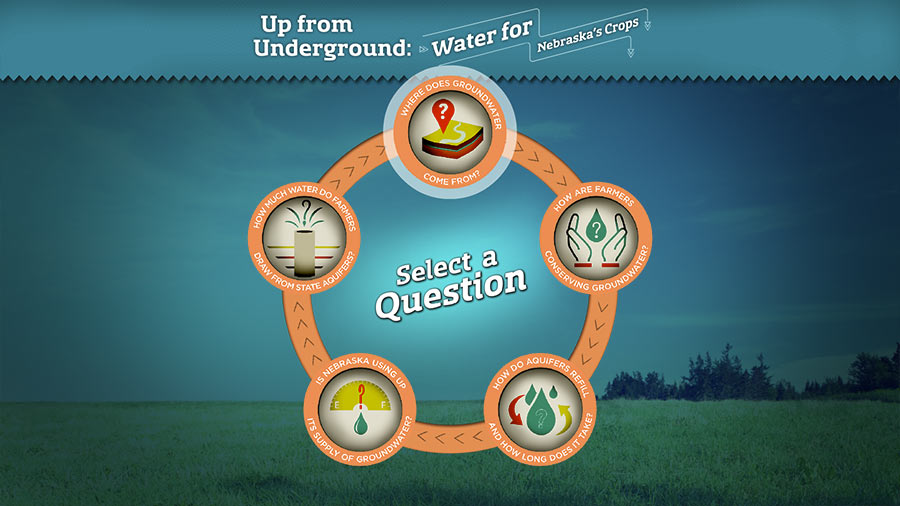 Up from
Underground:
Water for
Nebraska's Crops
WHERE DOES GROUNDWATER
COME FROM?
?
HOW MUCH WATER DO FARMERS
DRAW FROM STATE AQUIFERS?
?
HOW ARE FARMERS
CONSERVING GROUNDWATER?
?
Select a
Question
IS NEBRASKA USING UP
ITS SUPPLY OF GROUNDWATER?
?
E F
HOW DO AQUIFERS REFILL
AND HOW LONG DOES IT TAKE?
?